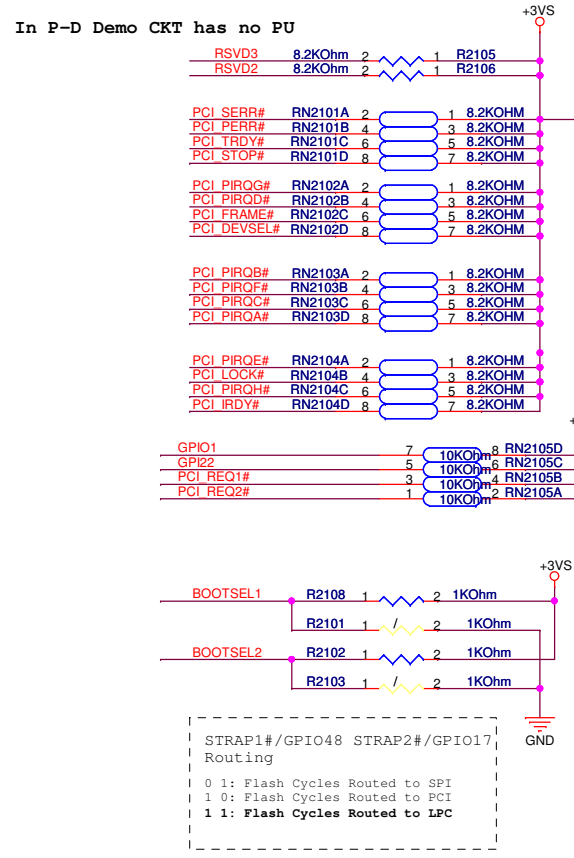 +3VS
In P-D Demo CKT has no PU
RSVD3 8.2KOhm 2 1 R2105
RSVD2 8.2KOhm 2 1 R2106
PCI_SERR# RN2101A 2 1 8.2KOHM
PCI_PERR# RN2101B 4 3 8.2KOHM
PCI_TRDY# RN2101C 6 5 8.2KOHM
PCI_STOP# RN2101D 8 7 8.2KOHM
PCI_PIRQG# RN2102A 2 1 8.2KOHM
PCI_PIRQD# RN2102B 4 3 8.2KOHM
PCI_FRAME# RN2102C 6 5 8.2KOHM
PCI_DEVSEL# RN2102D 8 7 8.2KOHM
PCI_PIRQB# RN2103A 2 1 8.2KOHM
PCI_PIRQF# RN2103B 4 3 8.2KOHM
PCI_PIRQC# RN2103C 6 5 8.2KOHM
PCI_PIRQA# RN2103D 8 7 8.2KOHM
PCI_PIRQE# RN2104A 2 1 8.2KOHM
PCI_LOCK# RN2104B 4 3 8.2KOHM
PCI_PIRQH# RN2104C 6 5 8.2KOHM
PCI_IRDY# RN2104D 8 7 8.2KOHM
GPIO1 7 10KOhm 8 RN2105D
GPI22 5 10KOhm 6 RN2105C
PCI_REQ1# 3 10KOhm 4 RN2105B
PCI_REQ2# 1 10KOhm 2 RN2105A
+3VS
BOOTSEL1 R2108 1 2 1KOhm
R2101 1 / 2 1KOhm
BOOTSEL2 R2102 1 2 1KOhm
R2103 1 / 2 1KOhm
GND
STRAP1#/GPIO48 STRAP2#/GPIO17
Routing
0 1: Flash Cycles Routed to SPI
1 0: Flash Cycles Routed to PCI
1 1: Flash Cycles Routed to LPC